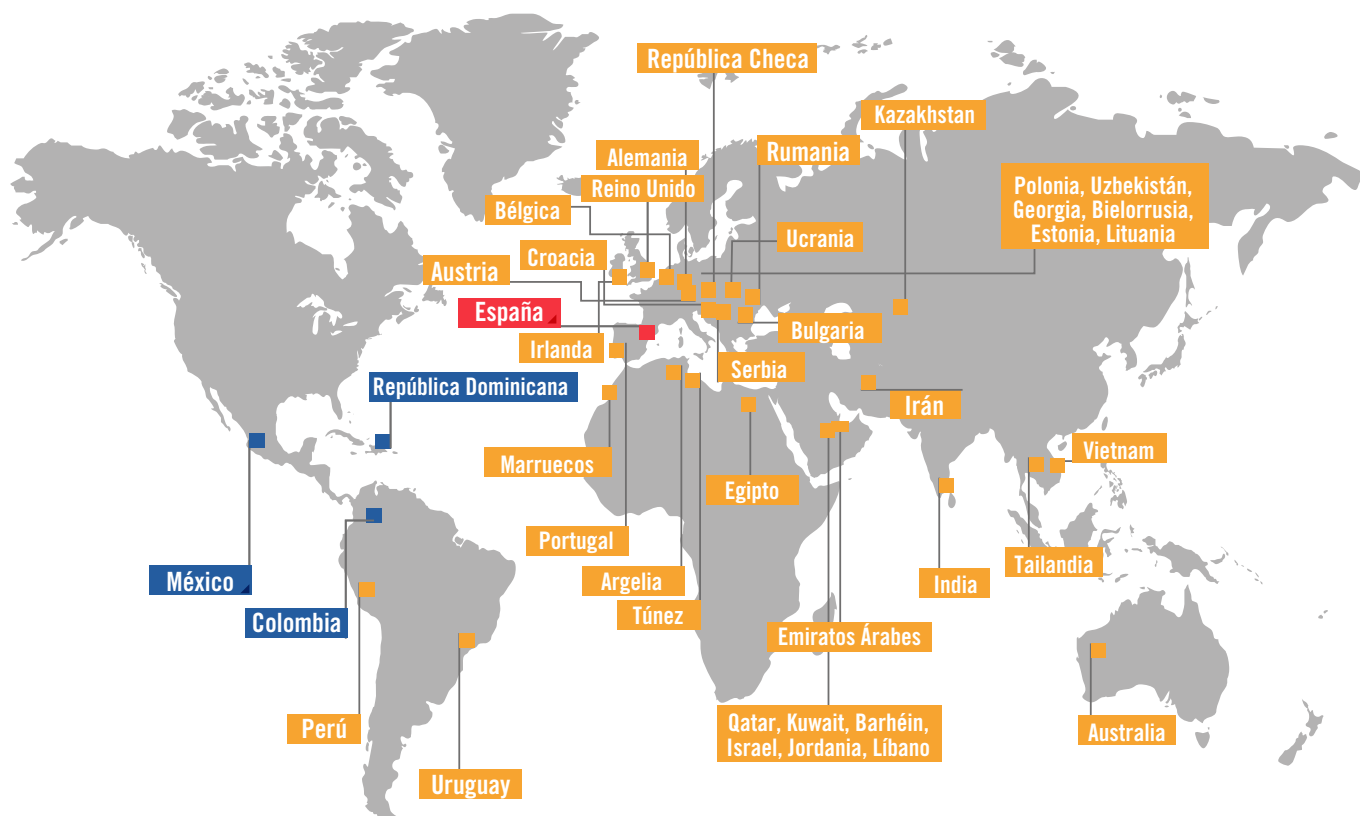 República Checa
Kazakhstan
Alemania
Rumania
Reino Unido
Polonia, Uzbekistán,
Georgia, Bielorrusia,
Estonia, Lituania
Bélgica
Ucrania
Croacia
Austria
España
Bulgaria
Irlanda
Serbia
República Dominicana
Irán
Vietnam
Marruecos
Egipto
Portugal
Tailandia
México
Argelia
India
Colombia
Túnez
Emiratos Árabes
Perú
Qatar, Kuwait, Barhéin,
Israel, Jordania, Líbano
Australia
Uruguay